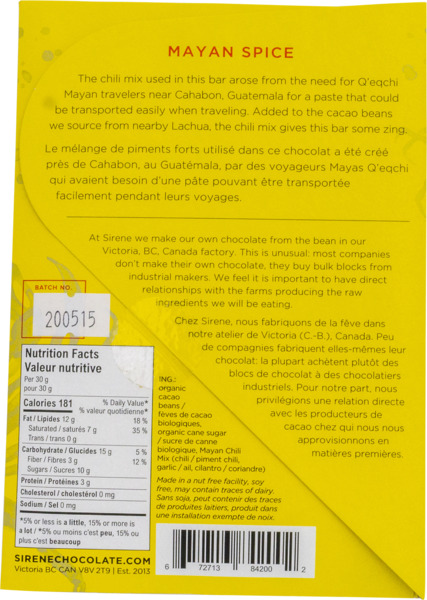 MAYAN SPICE
The chili mix used in this bar arose from the need for Q'eqchi
Mayan travelers near Cahabon, Guatemala for a paste that could
be transported easily when traveling. Added to the cacao beans
we source from nearby Lachua, the chili mix gives this bar some zing.
Le mélange de piments forts utilisé dans ce chocolat a été créé
près de Cahabon, au Guatémala, par des voyageurs Mayas Q'eqchi
qui avaient besoin d'une pâte pouvant être transportée
facilement pendant leurs voyages.
At Sirene we make our own chocolate from the bean in our
Victoria, BC, Canada factory. This is unusual: most companies
don't make their own chocolate, they buy bulk blocks from
industrial makers. We feel it is important to have direct
relationships with the farms producing the raw
ingredients we will be eating.
Chez Sirene, nous fabriquons de la fêve dans
notre atelier de Victoria (C.-B.), Canada. Peu
de compagnies fabriquent elles-mêmes leur
chocolat; la plupart achètent plutôt des
blocs de chocolat à des chocolatiers
industriels. Pour notre part, nous
privilégions une relation directe
avec les producteurs de
cacao chez qui nous nous
approvisionnons en
matières premières.
BATCH NO.
200515
Nutrition Facts
Valeur nutritive
Per 30 g
pour 30 g
Calories 181
% Daily Value*
% valeur quotidienne*
Fat / Lipides 12 g 18 %
Saturated / saturés 7 g 35 %
Trans / trans 0 g
Carbohydrate / Glucides 15 g 5 %
Fiber / Fibres 3 g 12 %
Sugars / Sucres 10 g
Protein / Protéines 3 g
Cholesterol / cholestérol 0 mg
Sodium / Sel 0 mg
*5% or less is a little, 15% or more is
a lot / *5% ou moins c'est peu, 15% ou
plus c'est beaucoup
ING.:
organic
cacao
beans /
fèves de cacao
biologiques,
organic cane sugar
/ sucre de canne
biologique, Mayan Chili
Mix (chili / piment chili,
garlic / ail, cilantro / coriandre)
Made in a nut free facility, soy
free, may contain traces of dairy.
Sans soja, peut contenir des traces
de produits laitiers, produit dans
une installation exempte de noix.
SIRENECHOCOLATE.COM
Victoria BC CAN V8V 2T9 | Est. 2013
6 72713 84200 2